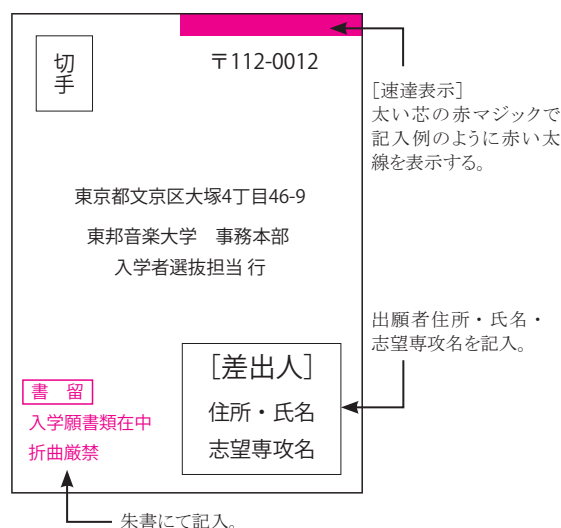 切手
〒112-0012
［速達表示］
太い芯の赤マジックで
記入例のように赤い太
線を表示する。
東京都文京区大塚4丁目46-9
東邦音楽大学　事務本部
入学者選抜担当 行
出願者住所・氏名・
志望専攻名を記入。
［差出人］
住所・氏名
志望専攻名
書　留
入学願書類在中
折曲厳禁
朱書にて記入。